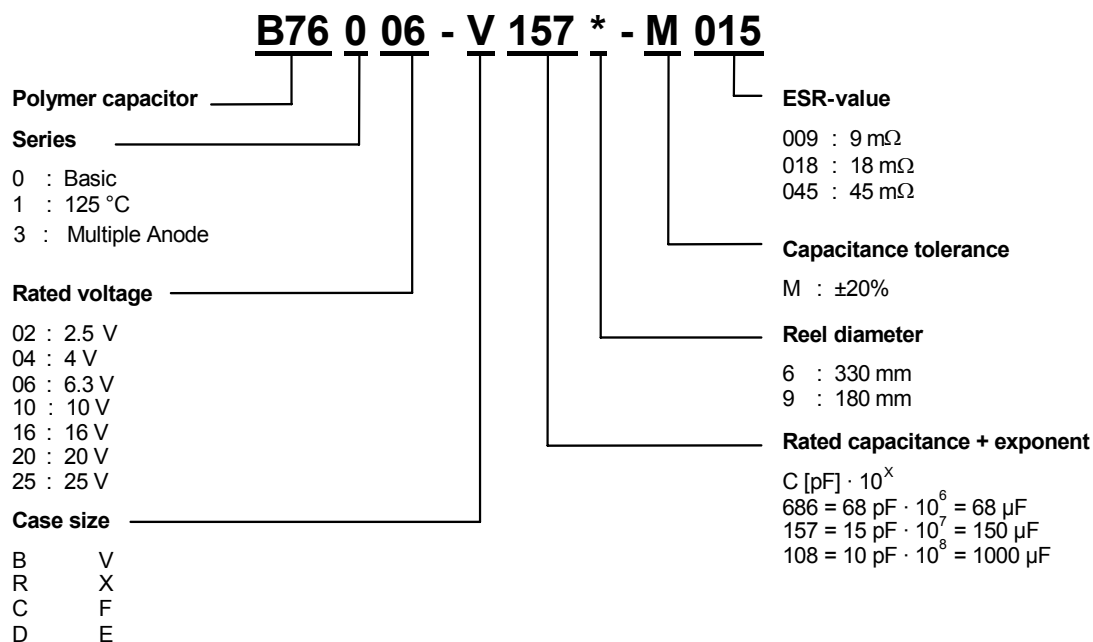 B76 0 06 - V 157 * - M 015
Polymer capacitor
Series
0 : Basic
1 : 125 °C
3 : Multiple Anode
Rated voltage
02 : 2.5 V
04 : 4 V
06 : 6.3 V
10 : 10 V
16 : 16 V
20 : 20 V
25 : 25 V
Case size
B V
R X
C F
D E
ESR-value
009 : 9 mΩ
018 : 18 mΩ
045 : 45 mΩ
Capacitance tolerance
M : ±20%
Reel diameter
6 : 330 mm
9 : 180 mm
Rated capacitance + exponent
C [pF] · 10^X
686 = 68 pF · 10^6 = 68 µF
157 = 15 pF · 10^7 = 150 µF
108 = 10 pF · 10^8 = 1000 µF